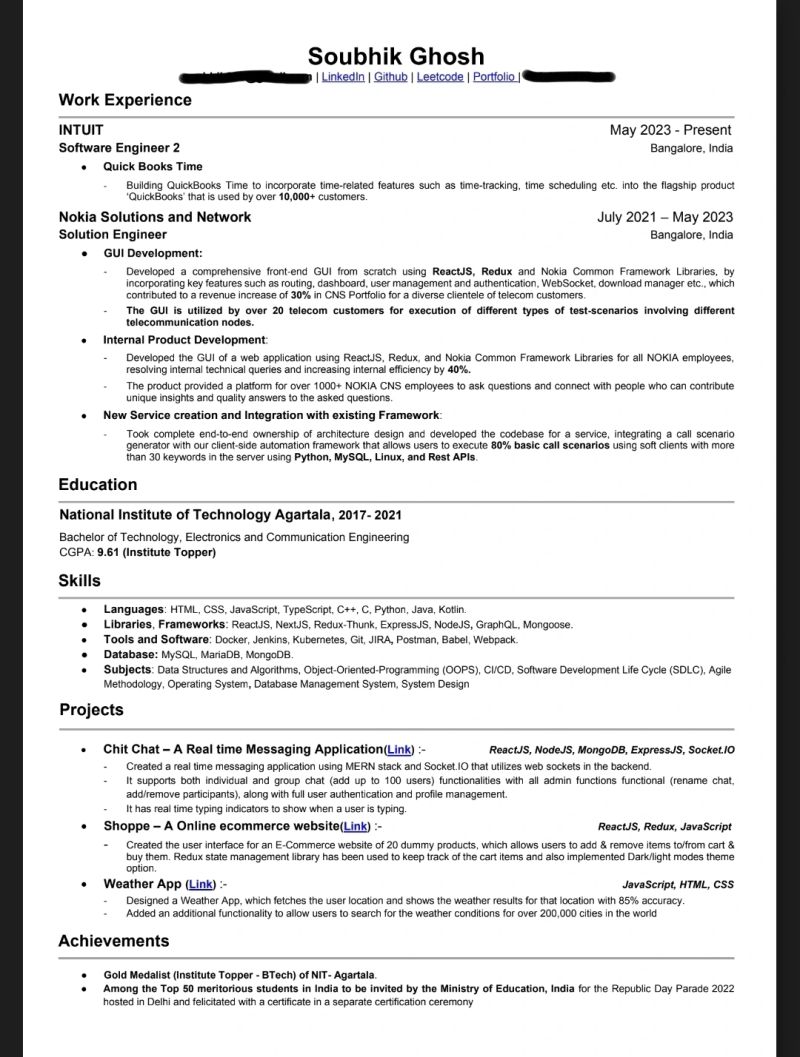 Soubhik Ghosh
| LinkedIn | Github | Leetcode | Portfolio |
Work Experience
INTUIT May 2023 - Present
Software Engineer 2 Bangalore, India
• Quick Books Time
- Building QuickBooks Time to incorporate time-related features such as time-tracking, time scheduling etc. into the flagship product
'QuickBooks' that is used by over 10,000+ customers.
Nokia Solutions and Network July 2021 – May 2023
Solution Engineer Bangalore, India
• GUI Development:
- Developed a comprehensive front-end GUI from scratch using ReactJS, Redux and Nokia Common Framework Libraries, by
incorporating key features such as routing, dashboard, user management and authentication, WebSocket, download manager etc., which
contributed to a revenue increase of 30% in CNS Portfolio for a diverse clientele of telecom customers.
- The GUI is utilized by over 20 telecom customers for execution of different types of test-scenarios involving different
telecommunication nodes.
• Internal Product Development:
- Developed the GUI of a web application using ReactJS, Redux, and Nokia Common Framework Libraries for all NOKIA employees,
resolving internal technical queries and increasing internal efficiency by 40%.
- The product provided a platform for over 1000+ NOKIA CNS employees to ask questions and connect with people who can contribute
unique insights and quality answers to the asked questions.
• New Service creation and Integration with existing Framework:
- Took complete end-to-end ownership of architecture design and developed the codebase for a service, integrating a call scenario
generator with our client-side automation framework that allows users to execute 80% basic call scenarios using soft clients with more
than 30 keywords in the server using Python, MySQL, Linux, and Rest APIs.
Education
National Institute of Technology Agartala, 2017- 2021
Bachelor of Technology, Electronics and Communication Engineering
CGPA: 9.61 (Institute Topper)
Skills
• Languages: HTML, CSS, JavaScript, TypeScript, C++, C, Python, Java, Kotlin.
• Libraries, Frameworks: ReactJS, NextJS, Redux-Thunk, ExpressJS, NodeJS, GraphQL, Mongoose.
• Tools and Software: Docker, Jenkins, Kubernetes, Git, JIRA, Postman, Babel, Webpack.
• Database: MySQL, MariaDB, MongoDB.
• Subjects: Data Structures and Algorithms, Object-Oriented-Programming (OOPS), CI/CD, Software Development Life Cycle (SDLC), Agile
Methodology, Operating System, Database Management System, System Design
Projects
• Chit Chat – A Real time Messaging Application(Link) :- ReactJS, NodeJS, MongoDB, ExpressJS, Socket.IO
- Created a real time messaging application using MERN stack and Socket.IO that utilizes web sockets in the backend.
- It supports both individual and group chat (add up to 100 users) functionalities with all admin functions functional (rename chat,
add/remove participants), along with full user authentication and profile management.
- It has real time typing indicators to show when a user is typing.
• Shoppe – A Online ecommerce website(Link) :- ReactJS, Redux, JavaScript
- Created the user interface for an E-Commerce website of 20 dummy products, which allows users to add & remove items to/from cart &
buy them. Redux state management library has been used to keep track of the cart items and also implemented Dark/light modes theme
option.
• Weather App (Link) :- JavaScript, HTML, CSS
- Designed a Weather App, which fetches the user location and shows the weather results for that location with 85% accuracy.
- Added an additional functionality to allow users to search for the weather conditions for over 200,000 cities in the world
Achievements
• Gold Medalist (Institute Topper - BTech) of NIT- Agartala.
• Among the Top 50 meritorious students in India to be invited by the Ministry of Education, India for the Republic Day Parade 2022
hosted in Delhi and felicitated with a certificate in a separate certification ceremony